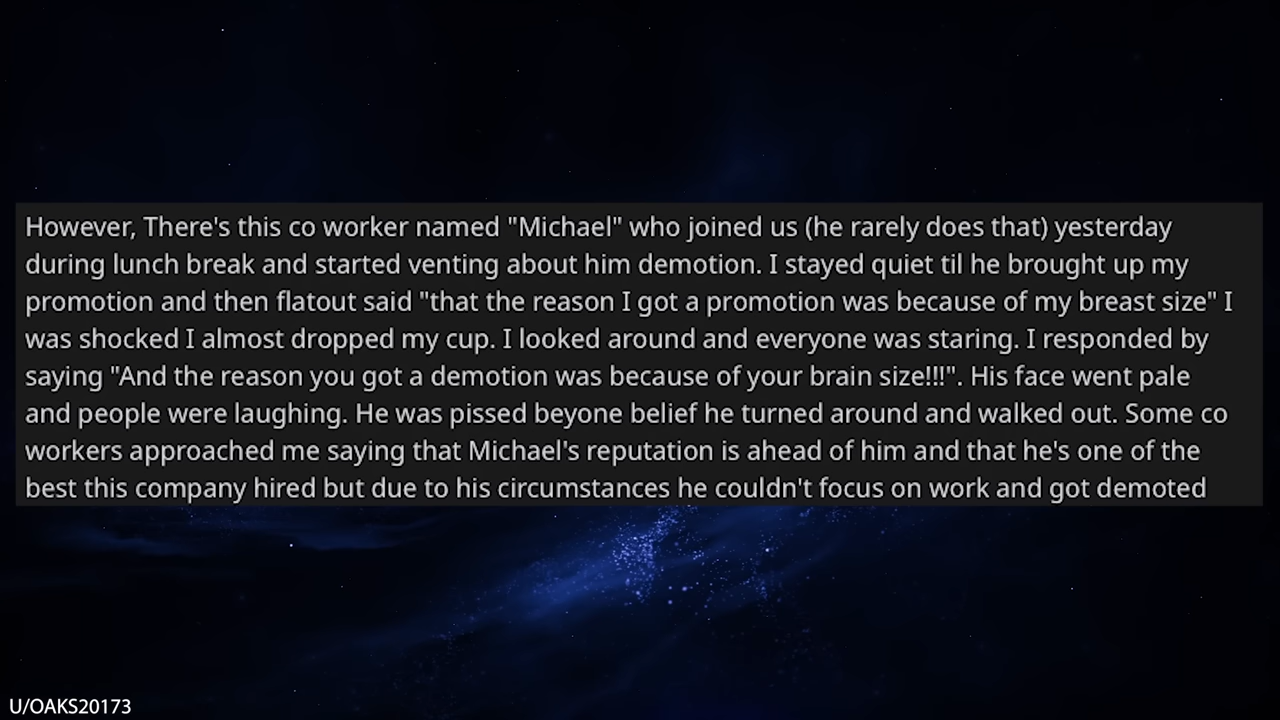 However, There's this co worker named "Michael" who joined us (he rarely does that) yesterday
during lunch break and started venting about him demotion. I stayed quiet til he brought up my
promotion and then flatout said "that the reason I got a promotion was because of my breast size" I
was shocked I almost dropped my cup. I looked around and everyone was staring. I responded by
saying "And the reason you got a demotion was because of your brain size!!!". His face went pale
and people were laughing. He was pissed beyone belief he turned around and walked out. Some co
workers approached me saying that Michael's reputation is ahead of him and that he's one of the
best this company hired but due to his circumstances he couldn't focus on work and got demoted
U/OAKS20173